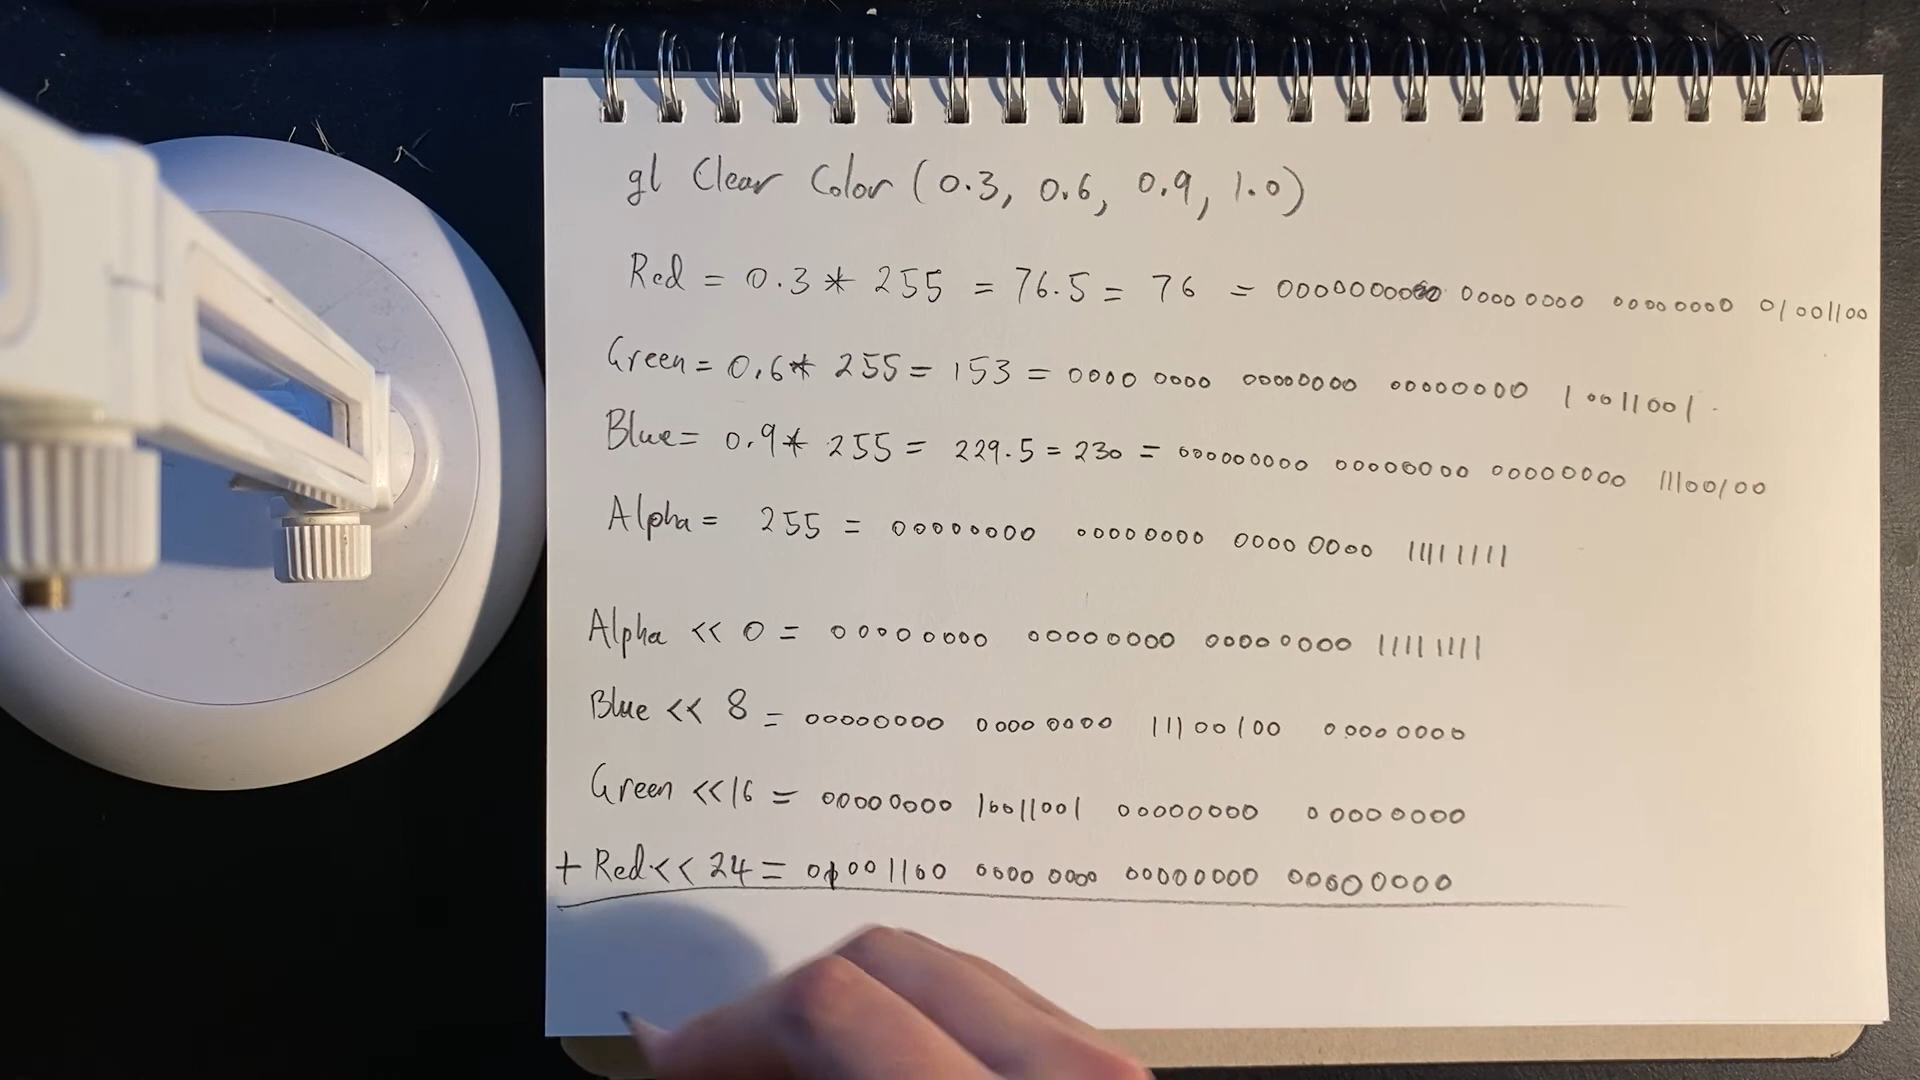 gl Clear Color (0.3, 0.6, 0.9, 1.0)
Red = 0.3 * 255 = 76.5 = 76 = 00000000 00000000 00000000 01001100
Green = 0.6 * 255 = 153 = 0000 0000 00000000 00000000 10011001
Blue = 0.9 * 255 = 229.5 = 230 = 000000000 00000000 00000000 11100100
Alpha = 255 = 00000000 00000000 0000 0000 11111111
Alpha << 0 = 00000000 00000000 00000000 11111111
Blue << 8 = 00000000 0000 0000 11100100 00000000
Green << 16 = 00000000 10011001 00000000 00000000
+ Red << 24 = 01001100 0000 0000 00000000 00000000